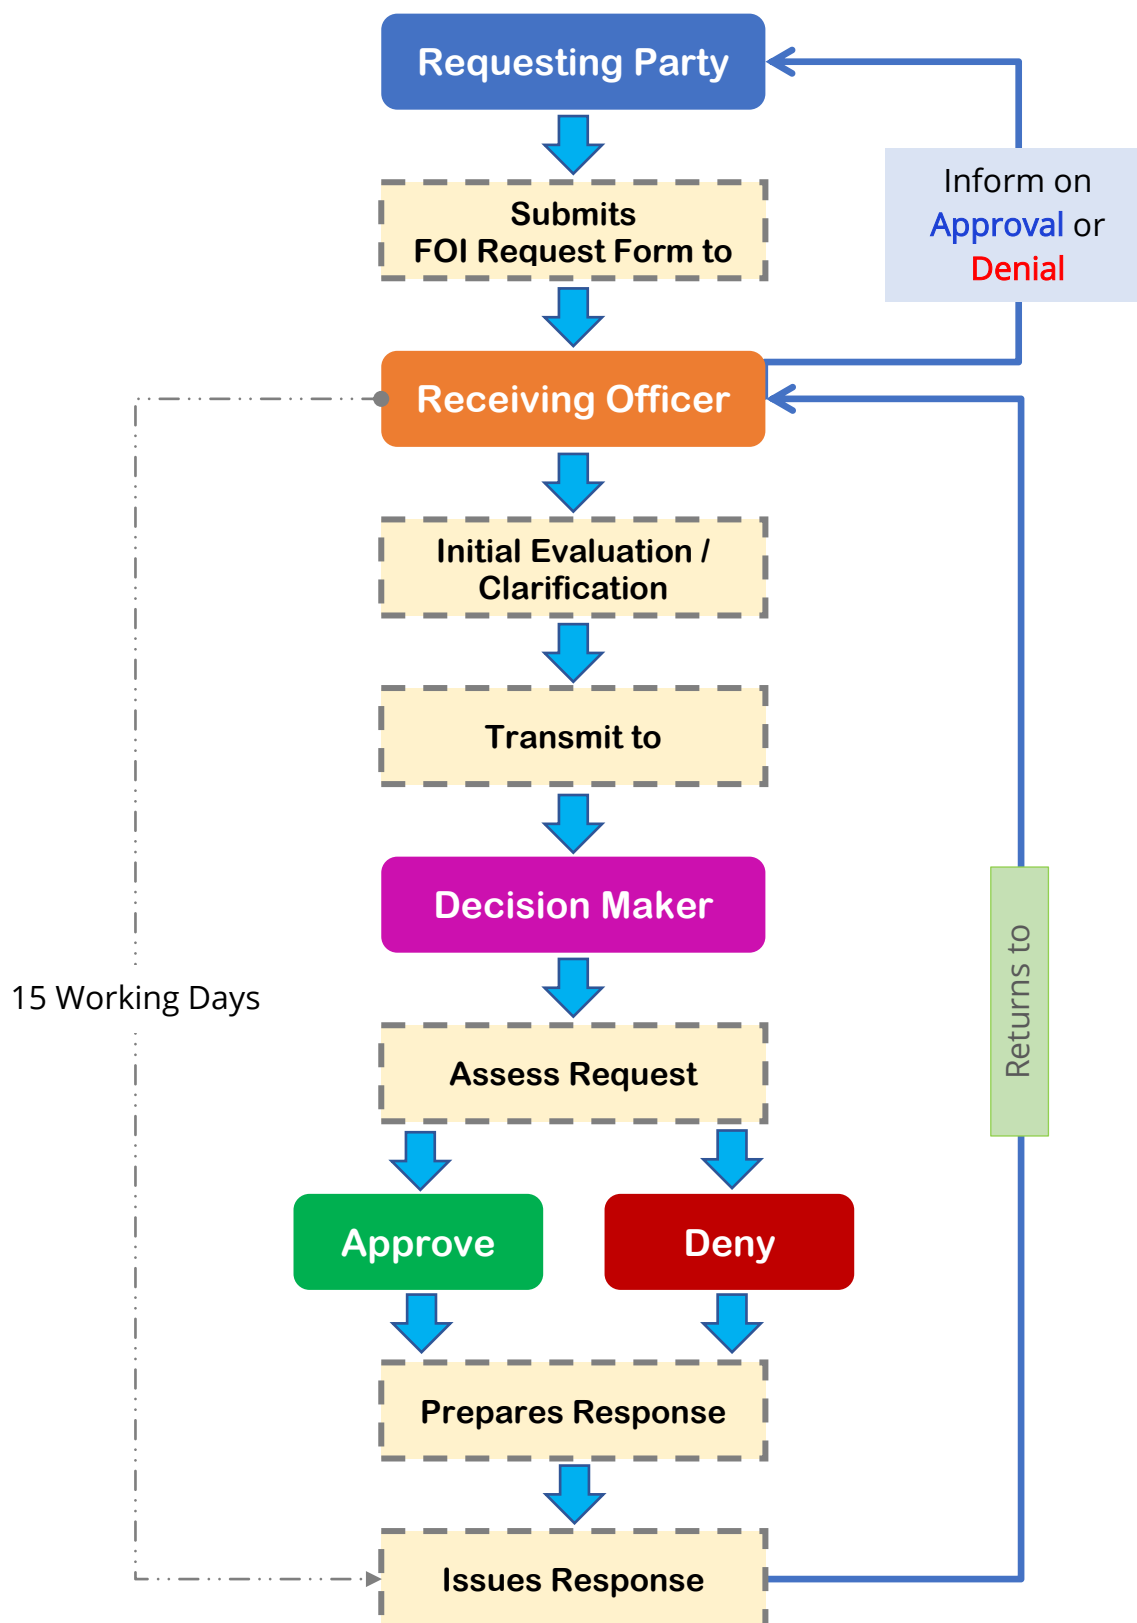 Requesting Party
Submits
FOI Request Form to
Inform on
Approval or
Denial
Receiving Officer
Initial Evaluation /
Clarification
Transmit to
Decision Maker
15 Working Days
Returns to
Assess Request
Approve
Deny
Prepares Response
Issues Response